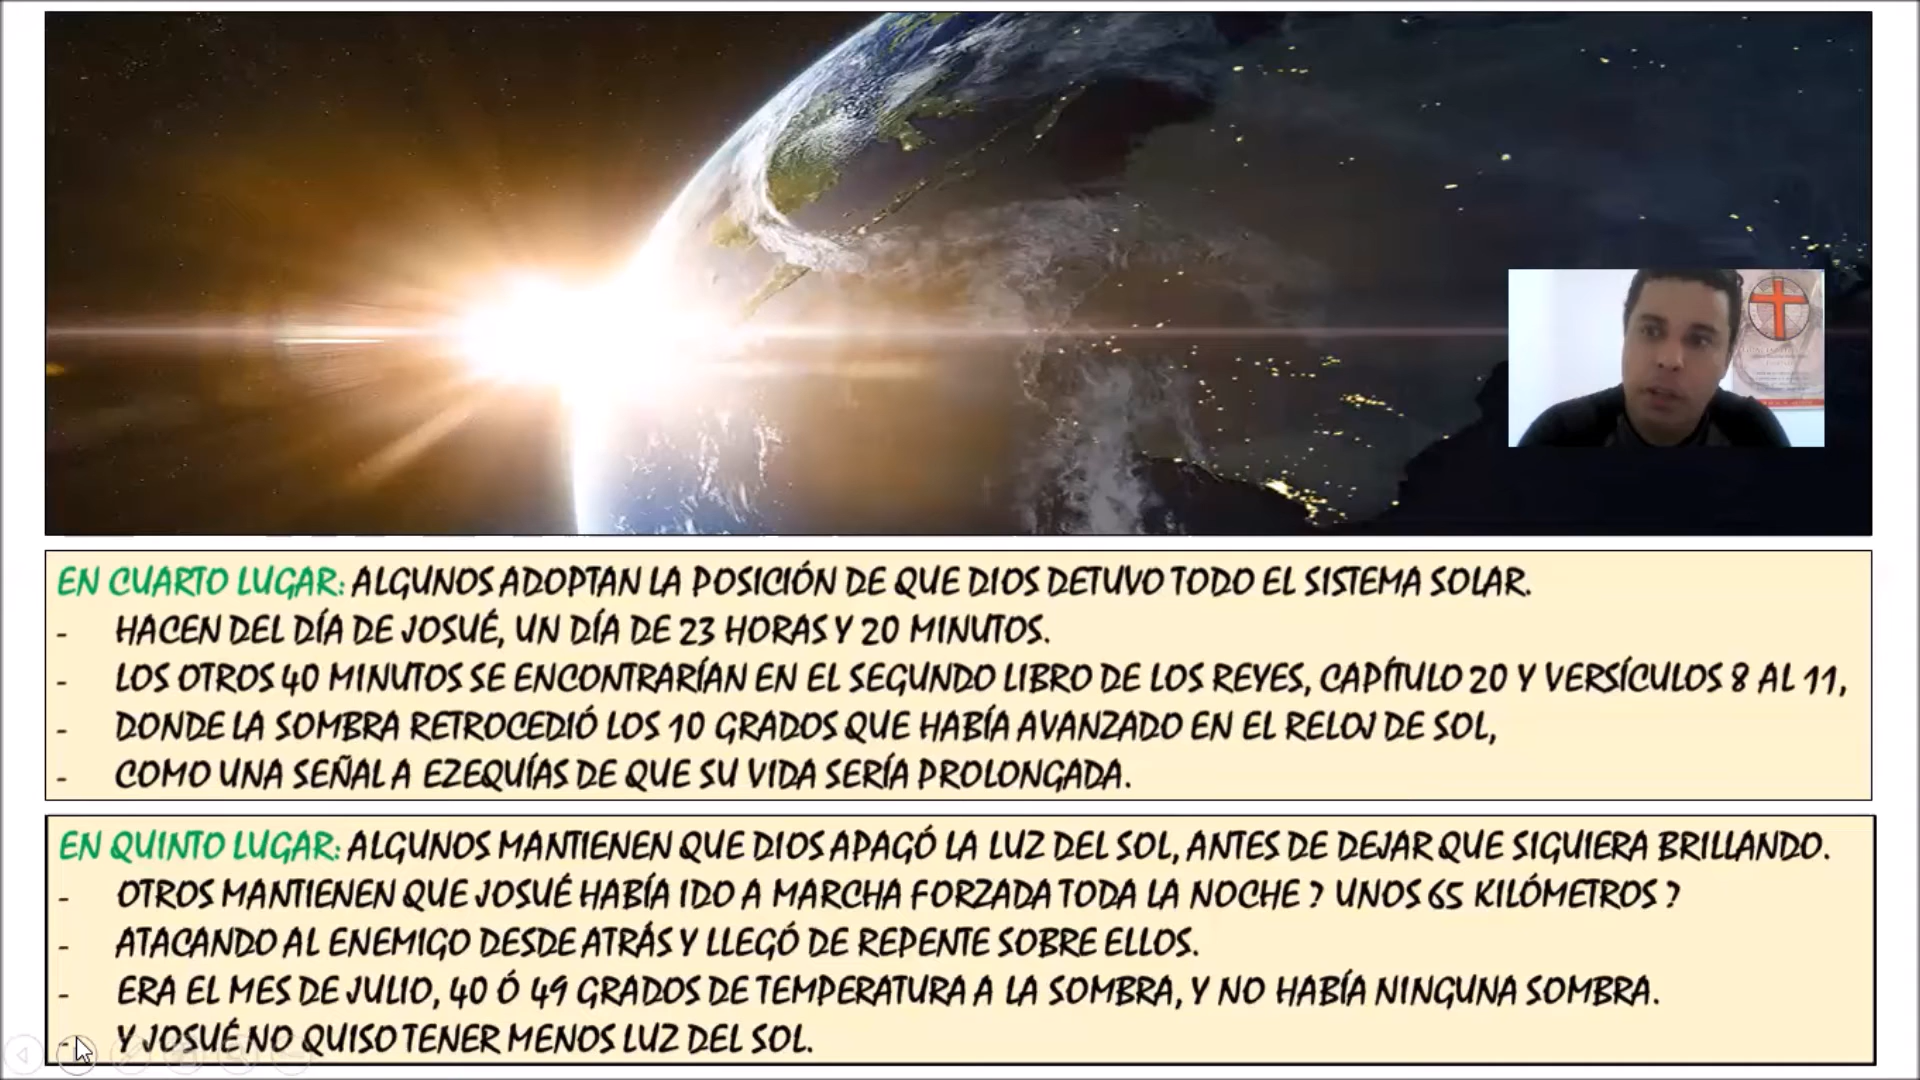 EN CUARTO LUGAR: ALGUNOS ADOPTAN LA POSICIÓN DE QUE DIOS DETUVO TODO EL SISTEMA SOLAR.
- HACEN DEL DÍA DE JOSUÉ, UN DÍA DE 23 HORAS Y 20 MINUTOS.
- LOS OTROS 40 MINUTOS SE ENCONTRARÍAN EN EL SEGUNDO LIBRO DE LOS REYES, CAPÍTULO 20 Y VERSÍCULOS 8 AL 11,
- DONDE LA SOMBRA RETROCEDIÓ LOS 10 GRADOS QUE HABÍA AVANZADO EN EL RELOJ DE SOL,
- COMO UNA SEÑAL A EZEQUÍAS DE QUE SU VIDA SERÍA PROLONGADA.
EN QUINTO LUGAR: ALGUNOS MANTIENEN QUE DIOS APAGÓ LA LUZ DEL SOL, ANTES DE DEJAR QUE SIGUIERA BRILLANDO.
- OTROS MANTIENEN QUE JOSUÉ HABÍA IDO A MARCHA FORZADA TODA LA NOCHE ? UNOS 65 KILÓMETROS ?
- ATACANDO AL ENEMIGO DESDE ATRÁS Y LLEGÓ DE REPENTE SOBRE ELLOS.
- ERA EL MES DE JULIO, 40 Ó 49 GRADOS DE TEMPERATURA A LA SOMBRA, Y NO HABÍA NINGUNA SOMBRA.
- Y JOSUÉ NO QUISO TENER MENOS LUZ DEL SOL.